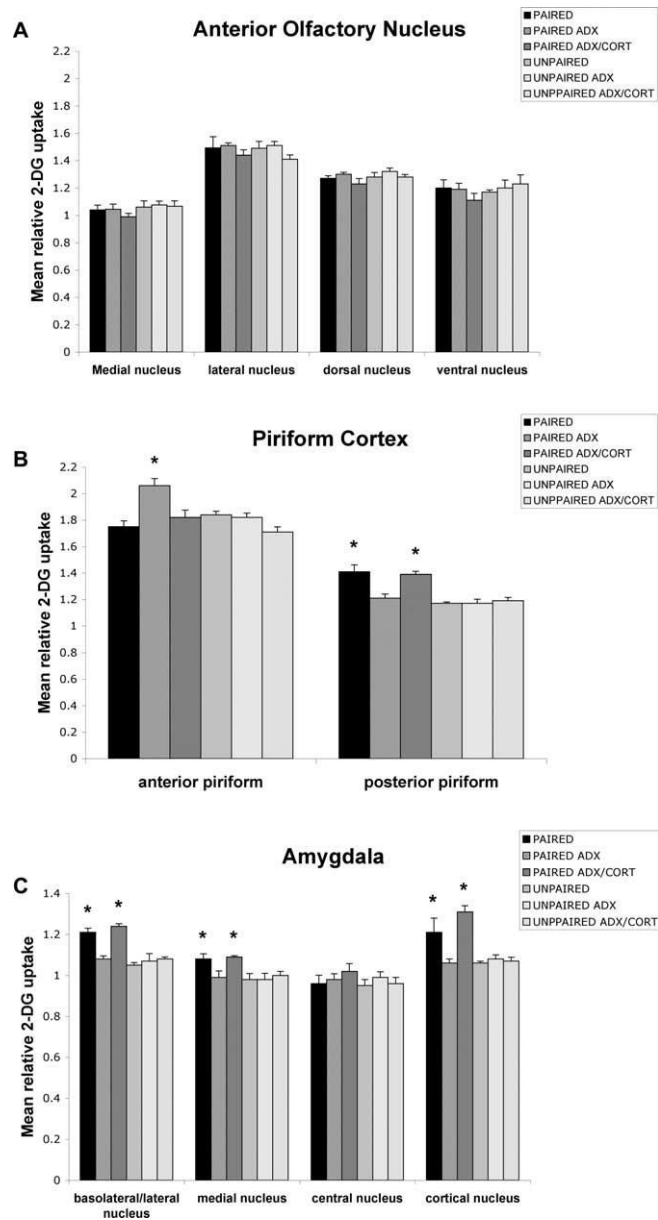 A
Anterior Olfactory Nucleus
PAIRED
PAIRED ADX
PAIRED ADX/CORT
UNPAIRED
UNPAIRED ADX
UNPPAIRED ADX/CORT
Mean relative 2-DG uptake
2.2
2
1.8
1.6
1.4
1.2
1
0.8
0.6
0.4
0.2
0
Medial nucleus
lateral nucleus
dorsal nucleus
ventral nucleus
B
Piriform Cortex
PAIRED
PAIRED ADX
PAIRED ADX/CORT
UNPAIRED
UNPAIRED ADX
UNPPAIRED ADX/CORT
Mean relative 2-DG uptake
2.2
2
1.8
1.6
1.4
1.2
1
0.8
0.6
0.4
0.2
0
*
*
*
anterior piriform
posterior piriform
C
Amygdala
PAIRED
PAIRED ADX
PAIRED ADX/CORT
UNPAIRED
UNPAIRED ADX
UNPPAIRED ADX/CORT
Mean relative 2-DG uptake
1.4
1.2
1
0.8
0.6
0.4
0.2
0
*
*
*
*
*
*
basolateral/lateral
nucleus
medial nucleus
central nucleus
cortical nucleus